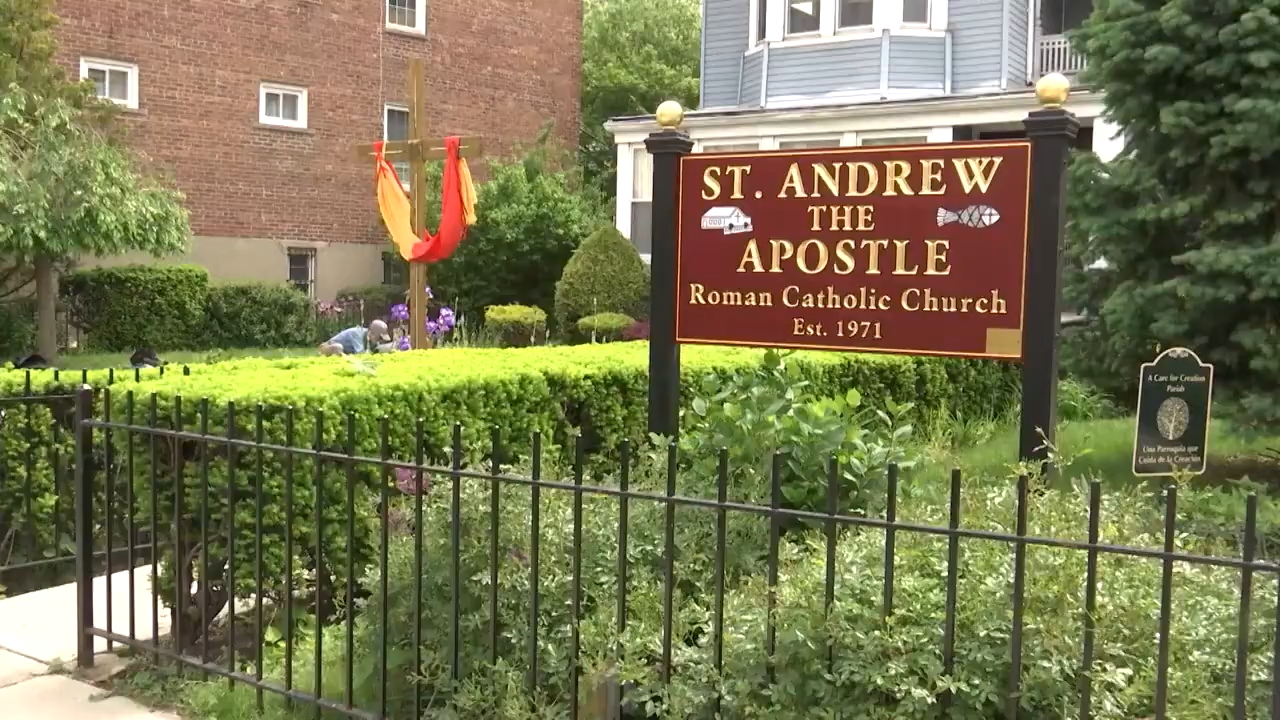 ST. ANDREW
THE
APOSTLE
Roman Catholic Church
Est. 1971
A Care for Creation
Parish
Una Parroquia que
Cuida de la Creación